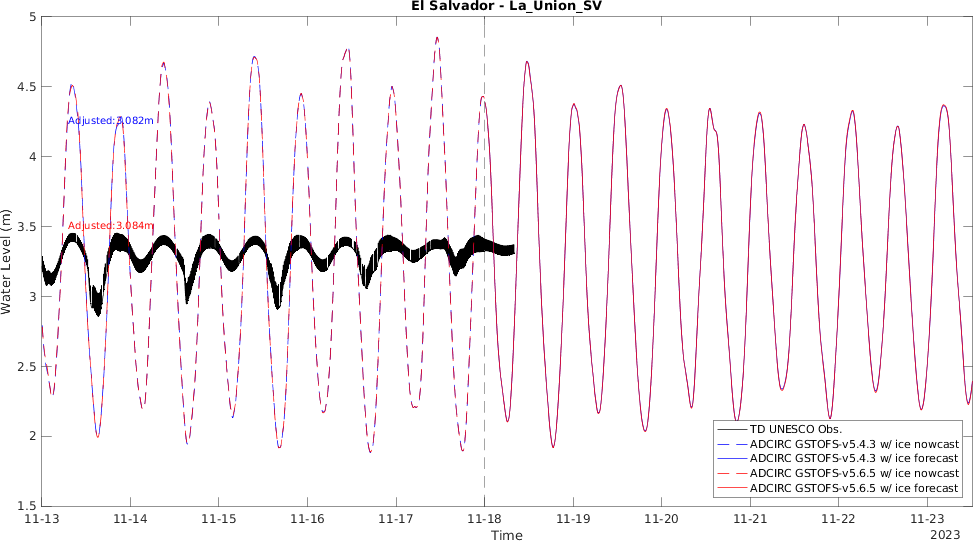 El Salvador - La_Union_SV
5
4.5
4
3.5
3
2.5
2
1.5
Water Level (m)
Adjusted:3.082m
Adjusted:3.084m
TD UNESCO Obs.
ADCIRC GSTOFS-v5.4.3 w/ ice nowcast
ADCIRC GSTOFS-v5.4.3 w/ ice forecast
ADCIRC GSTOFS-v5.6.5 w/ ice nowcast
ADCIRC GSTOFS-v5.6.5 w/ ice forecast
11-13 11-14 11-15 11-16 11-17 11-18 11-19 11-20 11-21 11-22 11-23
Time
2023